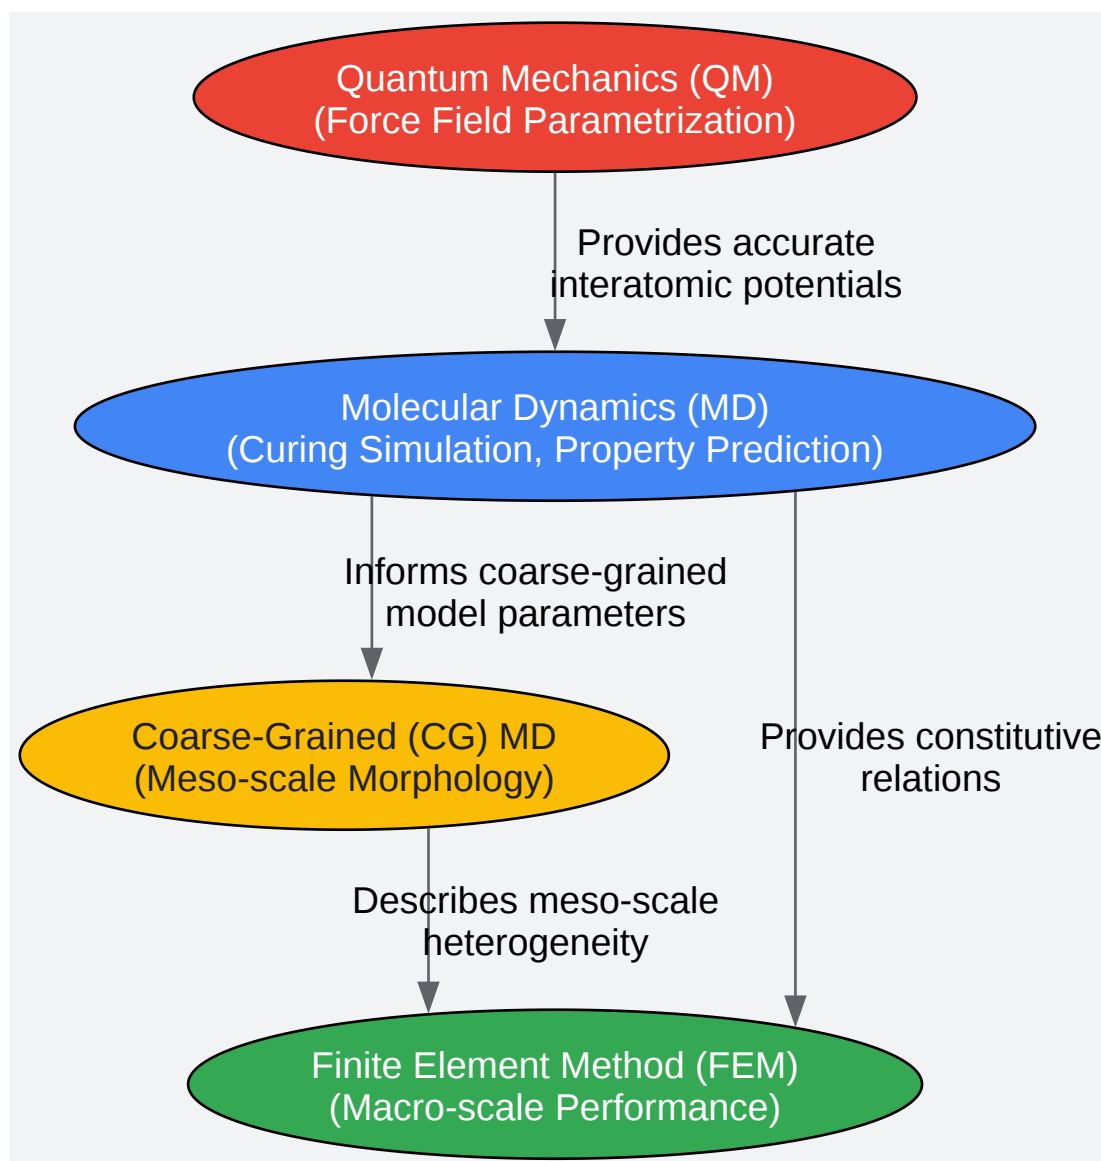 Quantum Mechanics (QM)
(Force Field Parametrization)
Provides accurate
interatomic potentials
Molecular Dynamics (MD)
(Curing Simulation, Property Prediction)
Informs coarse-grained
model parameters
Coarse-Grained (CG) MD
(Meso-scale Morphology)
Provides constitutive
relations
Describes meso-scale
heterogeneity
Finite Element Method (FEM)
(Macro-scale Performance)